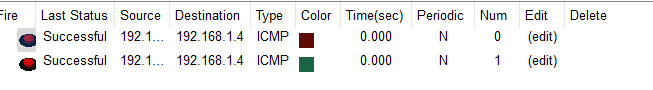 Fire Last Status Source Destination Type Color Time(sec) Periodic Num Edit Delete
Successful 192.1... 192.168.1.4 ICMP 0.000 N 0 (edit)
Successful 192.1... 192.168.1.4 ICMP 0.000 N 1 (edit)